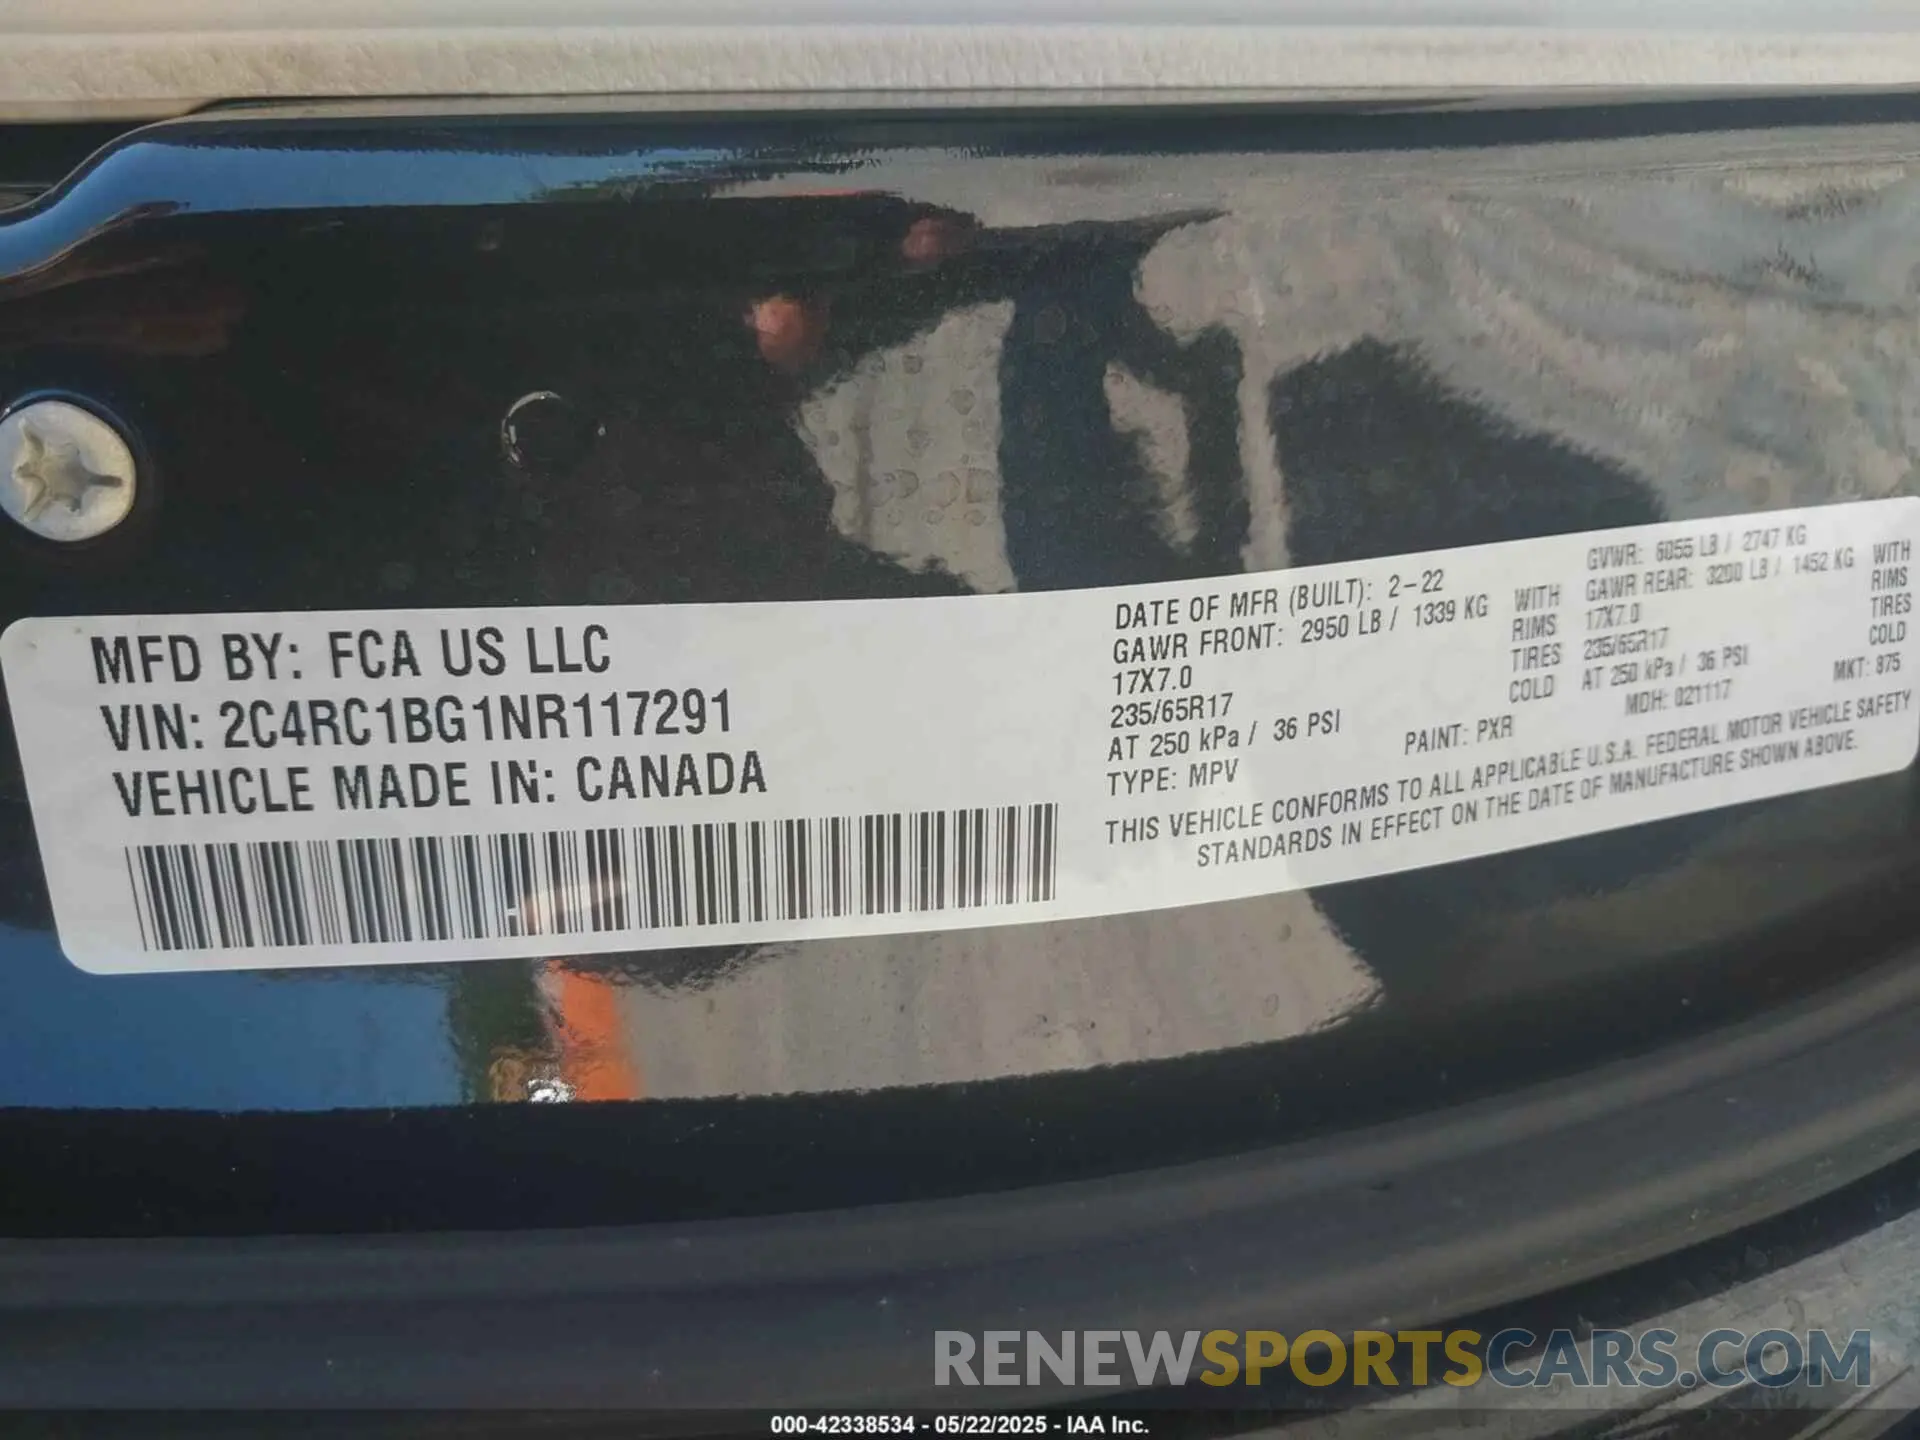 MFD BY: FCA US LLC
VIN: 2C4RC1BG1NR117291
VEHICLE MADE IN: CANADA
DATE OF MFR (BUILT): 2-22
GAWR FRONT: 2950 LB / 1339 KG WITH
17X7.0 RIMS
235/65R17 TIRES
AT 250 kPa / 36 PSI COLD
TYPE: MPV
GVWR: 6055 LB / 2747 KG
GAWR REAR: 3200 LB / 1452 KG WITH
17X7.0 RIMS
235/65R17 TIRES
AT 250 kPa / 36 PSI COLD
PAINT: PXR MDH: 021117 MKT: 875
THIS VEHICLE CONFORMS TO ALL APPLICABLE U.S.A. FEDERAL MOTOR VEHICLE SAFETY
STANDARDS IN EFFECT ON THE DATE OF MANUFACTURE SHOWN ABOVE.
RENEWSPORTSCARS.COM
000-42338534 - 05/22/2025 - IAA Inc.